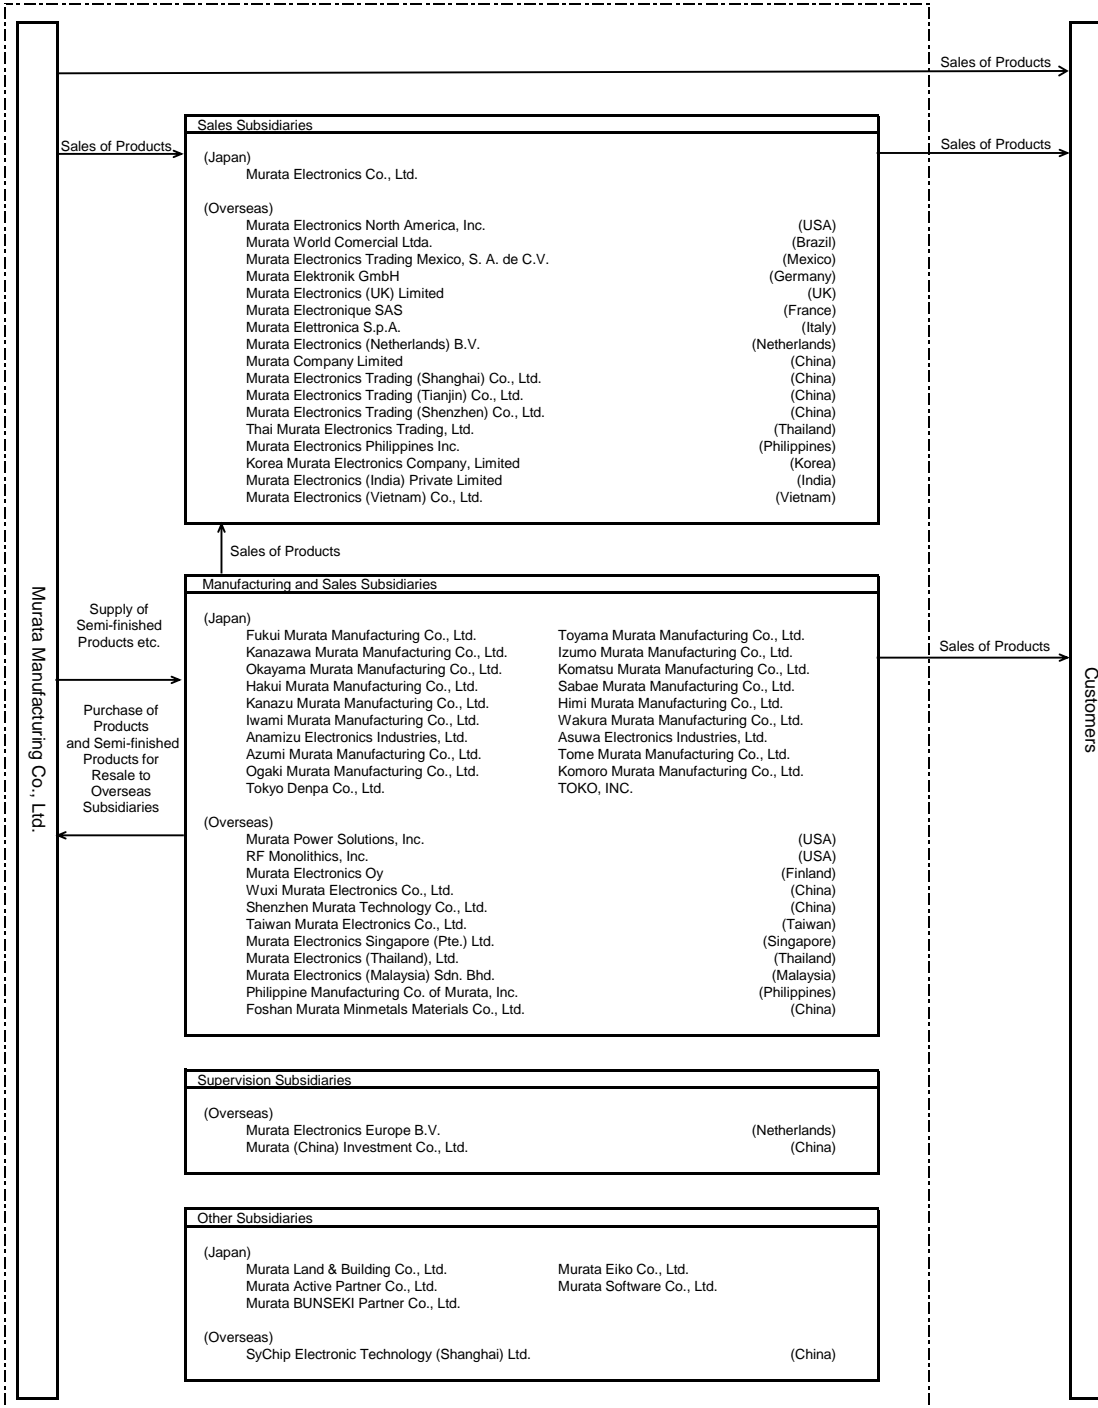 Sales of Products
Sales Subsidiaries
Sales of Products
Sales of Products
(Japan)
Murata Electronics Co., Ltd.
(Overseas)
Murata Electronics North America, Inc. (USA)
Murata World Comercial Ltda. (Brazil)
Murata Electronics Trading Mexico, S. A. de C.V. (Mexico)
Murata Elektronik GmbH (Germany)
Murata Electronics (UK) Limited (UK)
Murata Electronique SAS (France)
Murata Elettronica S.p.A. (Italy)
Murata Electronics (Netherlands) B.V. (Netherlands)
Murata Company Limited (China)
Murata Electronics Trading (Shanghai) Co., Ltd. (China)
Murata Electronics Trading (Tianjin) Co., Ltd. (China)
Murata Electronics Trading (Shenzhen) Co., Ltd. (China)
Thai Murata Electronics Trading, Ltd. (Thailand)
Murata Electronics Philippines Inc. (Philippines)
Korea Murata Electronics Company, Limited (Korea)
Murata Electronics (India) Private Limited (India)
Murata Electronics (Vietnam) Co., Ltd. (Vietnam)
Sales of Products
Murata Manufacturing Co., Ltd.
Supply of
Semi-finished
Products etc.
Purchase of
Products
and Semi-finished
Products for
Resale to
Overseas
Subsidiaries
Manufacturing and Sales Subsidiaries
(Japan)
Fukui Murata Manufacturing Co., Ltd. Toyama Murata Manufacturing Co., Ltd.
Kanazawa Murata Manufacturing Co., Ltd. Izumo Murata Manufacturing Co., Ltd.
Okayama Murata Manufacturing Co., Ltd. Komatsu Murata Manufacturing Co., Ltd.
Hakui Murata Manufacturing Co., Ltd. Sabae Murata Manufacturing Co., Ltd.
Kanazu Murata Manufacturing Co., Ltd. Himi Murata Manufacturing Co., Ltd.
Iwami Murata Manufacturing Co., Ltd. Wakura Murata Manufacturing Co., Ltd.
Anamizu Electronics Industries, Ltd. Asuwa Electronics Industries, Ltd.
Azumi Murata Manufacturing Co., Ltd. Tome Murata Manufacturing Co., Ltd.
Ogaki Murata Manufacturing Co., Ltd. Komoro Murata Manufacturing Co., Ltd.
Tokyo Denpa Co., Ltd. TOKO, INC.
(Overseas)
Murata Power Solutions, Inc. (USA)
RF Monolithics, Inc. (USA)
Murata Electronics Oy (Finland)
Wuxi Murata Electronics Co., Ltd. (China)
Shenzhen Murata Technology Co., Ltd. (China)
Taiwan Murata Electronics Co., Ltd. (Taiwan)
Murata Electronics Singapore (Pte.) Ltd. (Singapore)
Murata Electronics (Thailand), Ltd. (Thailand)
Murata Electronics (Malaysia) Sdn. Bhd. (Malaysia)
Philippine Manufacturing Co. of Murata, Inc. (Philippines)
Foshan Murata Minmetals Materials Co., Ltd. (China)
Sales of Products
Customers
Supervision Subsidiaries
(Overseas)
Murata Electronics Europe B.V. (Netherlands)
Murata (China) Investment Co., Ltd. (China)
Other Subsidiaries
(Japan)
Murata Land & Building Co., Ltd. Murata Eiko Co., Ltd.
Murata Active Partner Co., Ltd. Murata Software Co., Ltd.
Murata BUNSEKI Partner Co., Ltd.
(Overseas)
SyChip Electronic Technology (Shanghai) Ltd. (China)